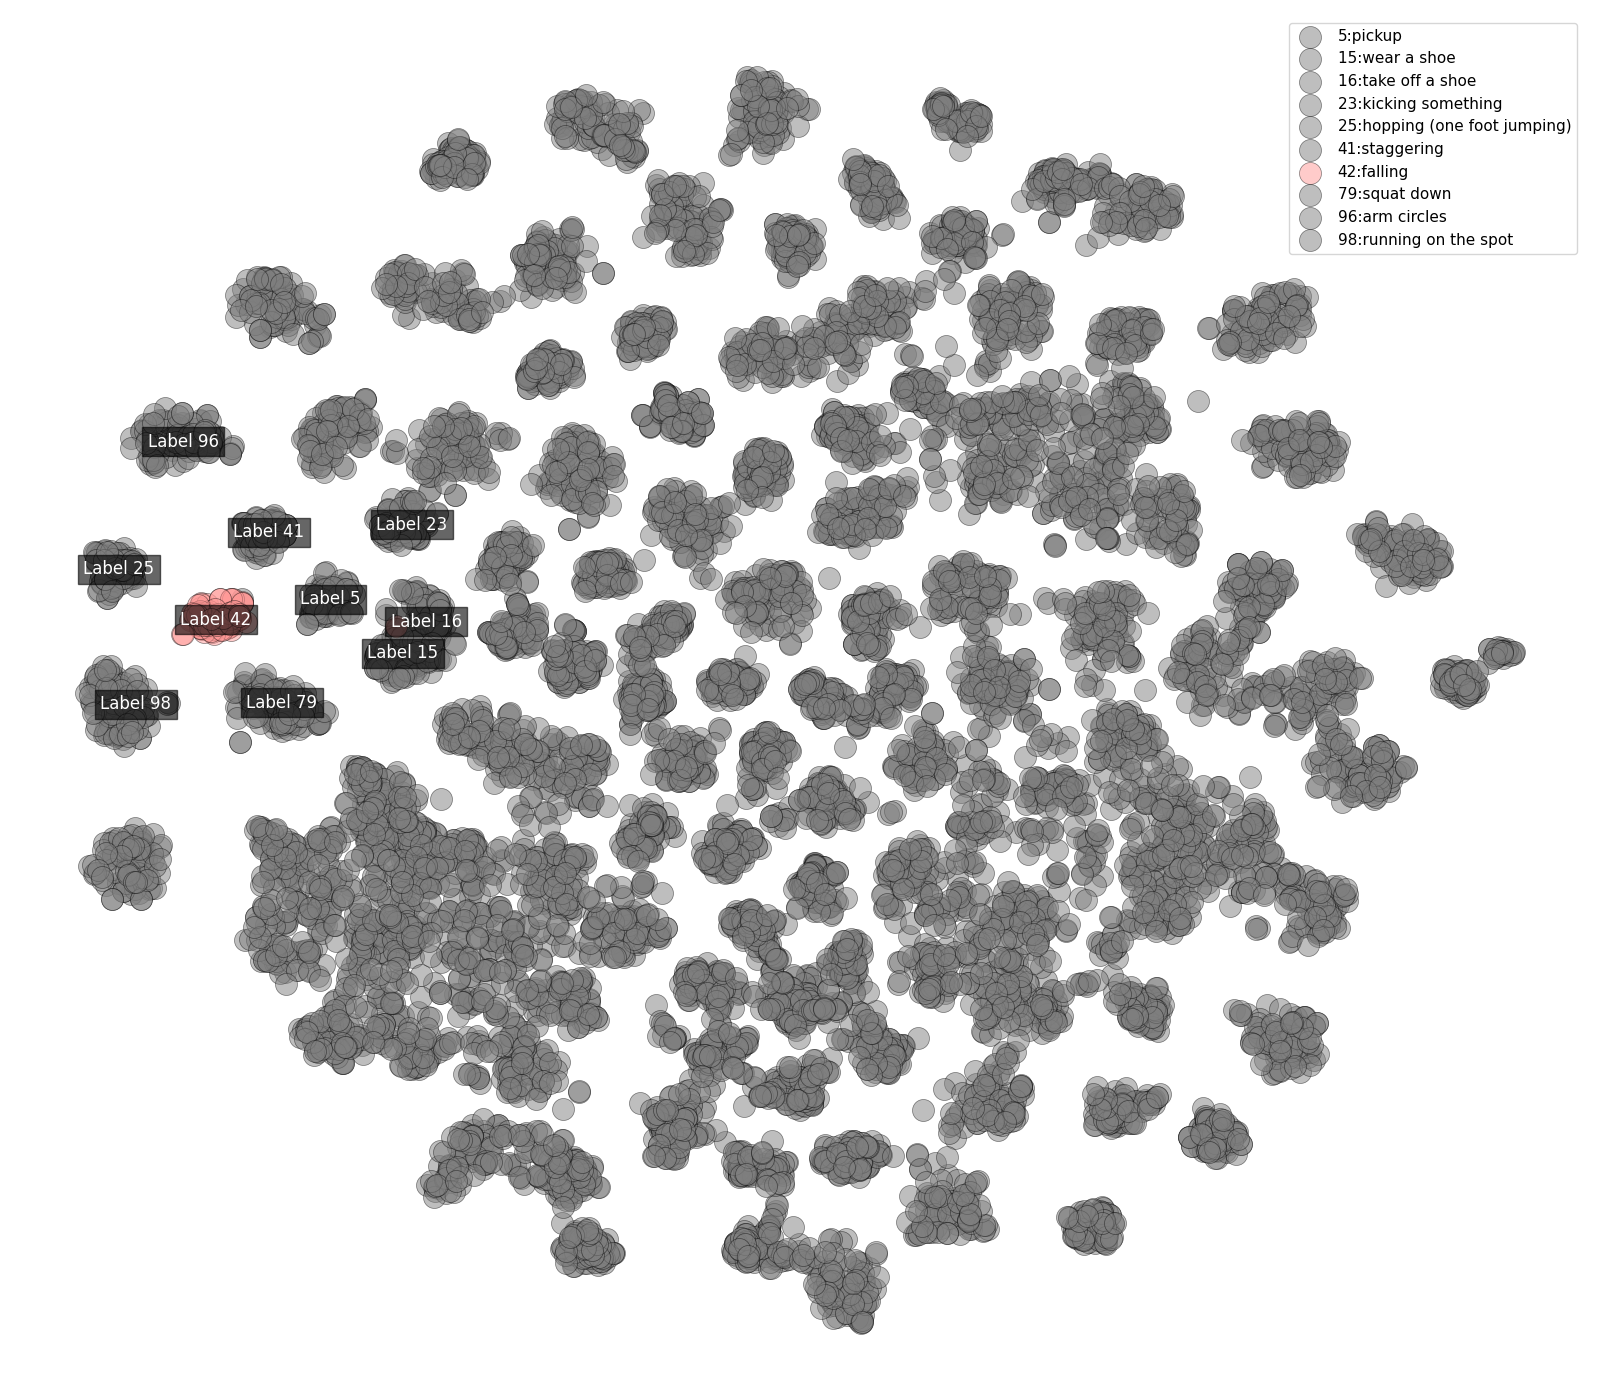 5:pickup
15:wear a shoe
16:take off a shoe
23:kicking something
25:hopping (one foot jumping)
41:staggering
42:falling
79:squat down
96:arm circles
98:running on the spot
Label 96
Label 23
Label 41
Label 25
Label 5
Label 42
Label 16
Label 15
Label 79
Label 98